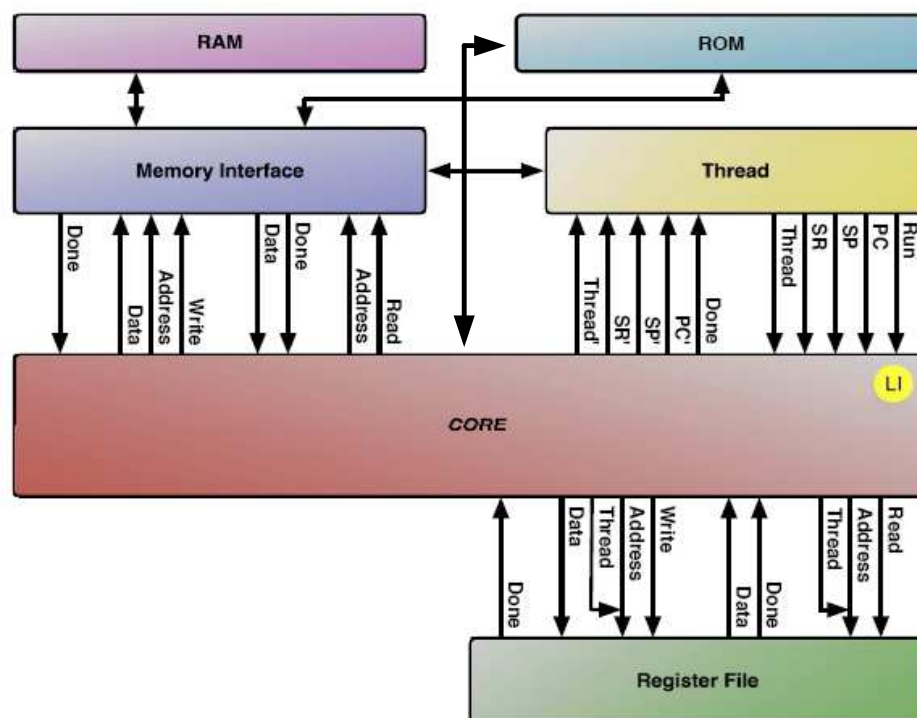 RAM
ROM
Memory Interface
Thread
Done
Data
Address
Write
Data
Done
Address
Read
Thread'
SR'
SP'
PC'
Done
Thread
SR
SP
PC
Run
LI
CORE
Done
Data
Thread
Address
Write
Data
Done
Thread
Address
Read
Register File